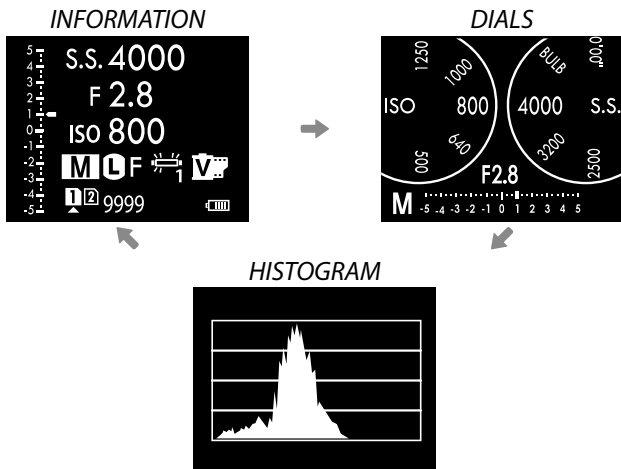 INFORMATION
5
4
3
2
1
0
-1
-2
-3
-4
-5
S.S. 4000
F 2.8
ISO 800
M L F 1 V
1 2 9999
DIALS
1250
1000
ISO 800
640
500
BULB
00'0"
4000 S.S.
3200
2500
F2.8
M -5 -4 -3 -2 -1 0 1 2 3 4 5
HISTOGRAM